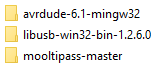 avrdude-6.1-mingw32
libusb-win32-bin-1.2.6.0
mooltipass-master